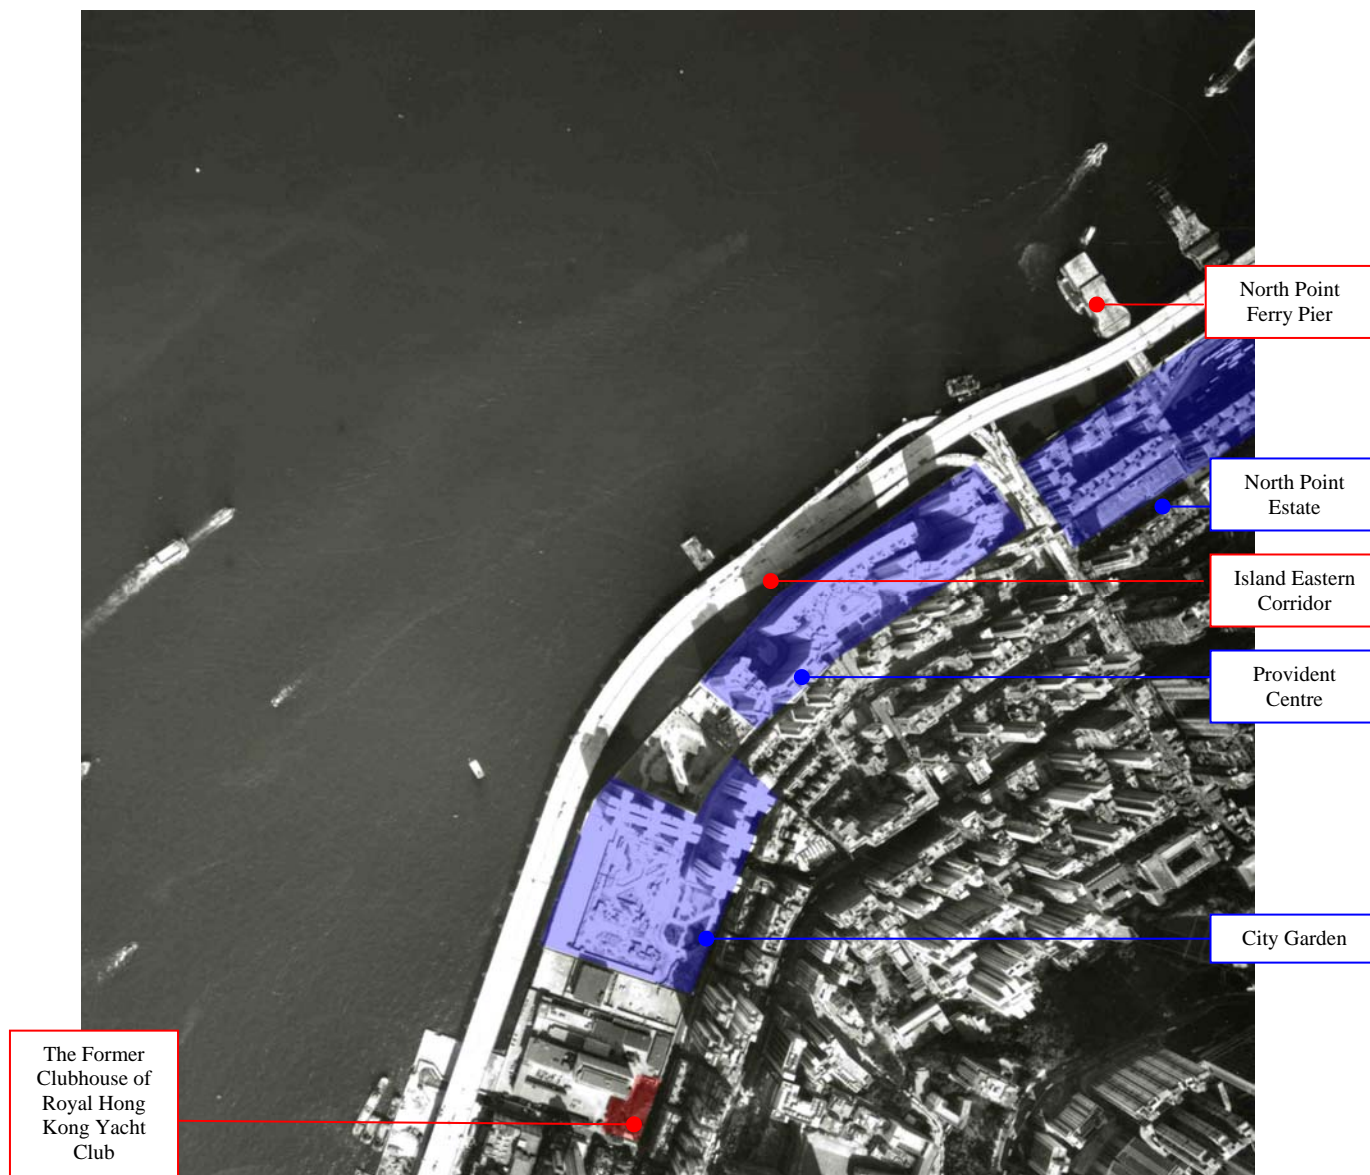 North Point
Ferry Pier
North Point
Estate
Island Eastern
Corridor
Provident
Centre
City Garden
The Former
Clubhouse of
Royal Hong
Kong Yacht
Club